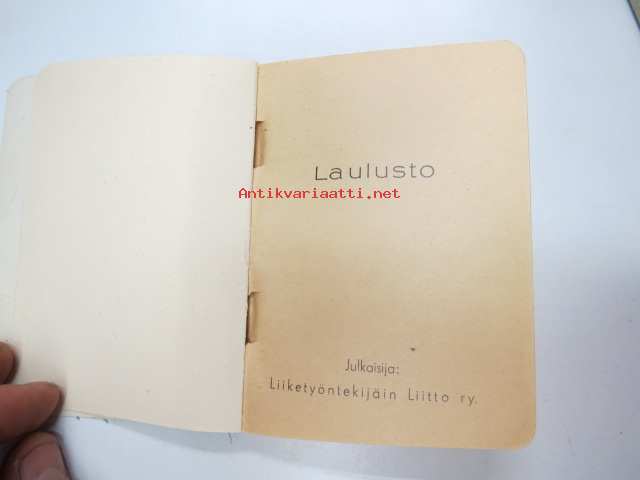 Laulusto
Antikvariaatti.net
Julkaisija:
Liiketyöntekijäin Liitto ry.